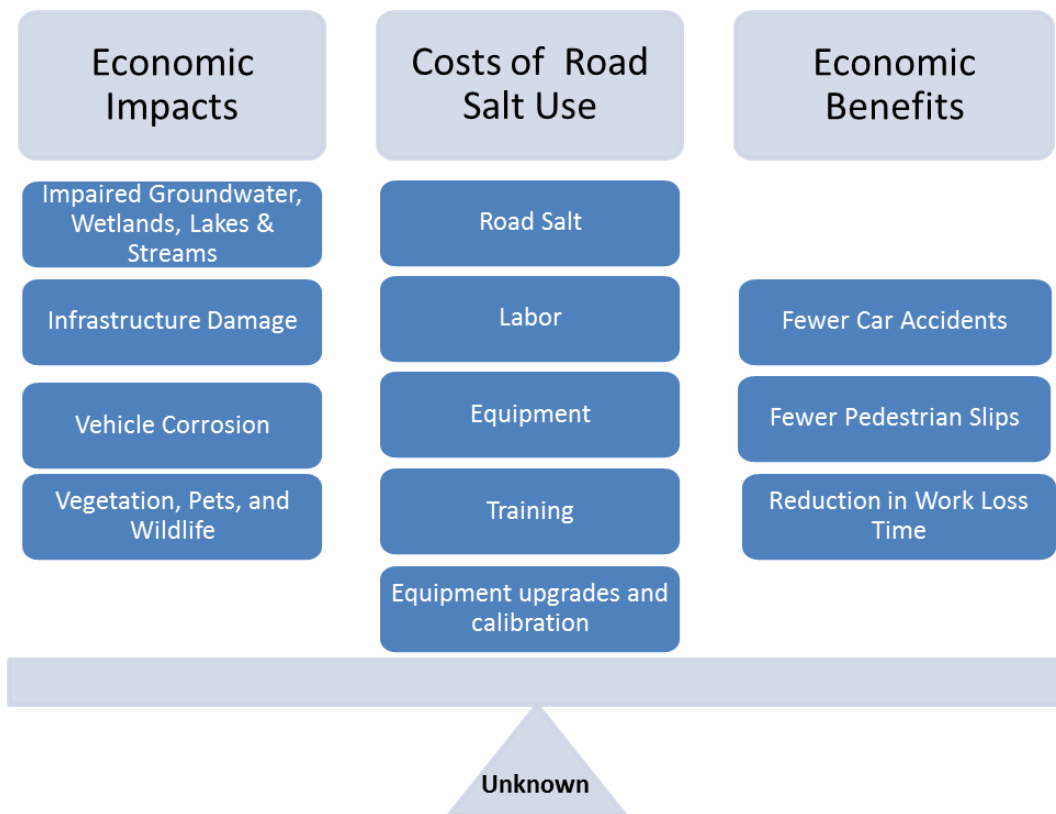 Economic
Impacts
Impaired Groundwater,
Wetlands, Lakes &
Streams
Infrastructure Damage
Vehicle Corrosion
Vegetation, Pets, and
Wildlife
Costs of Road
Salt Use
Road Salt
Labor
Equipment
Training
Equipment upgrades and
calibration
Economic
Benefits
Fewer Car Accidents
Fewer Pedestrian Slips
Reduction in Work Loss
Time
Unknown